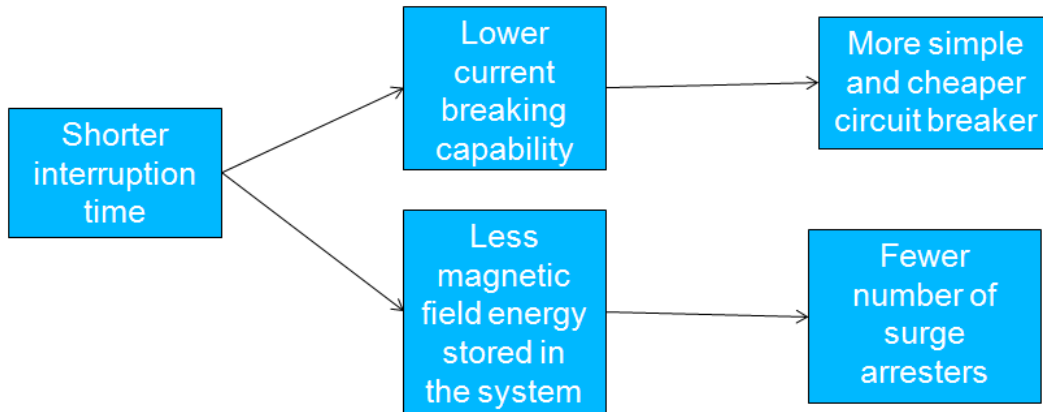 Shorter
interruption
time
Lower
current
breaking
capability
More simple
and cheaper
circuit breaker
Less
magnetic
field energy
stored in
the system
Fewer
number of
surge
arresters